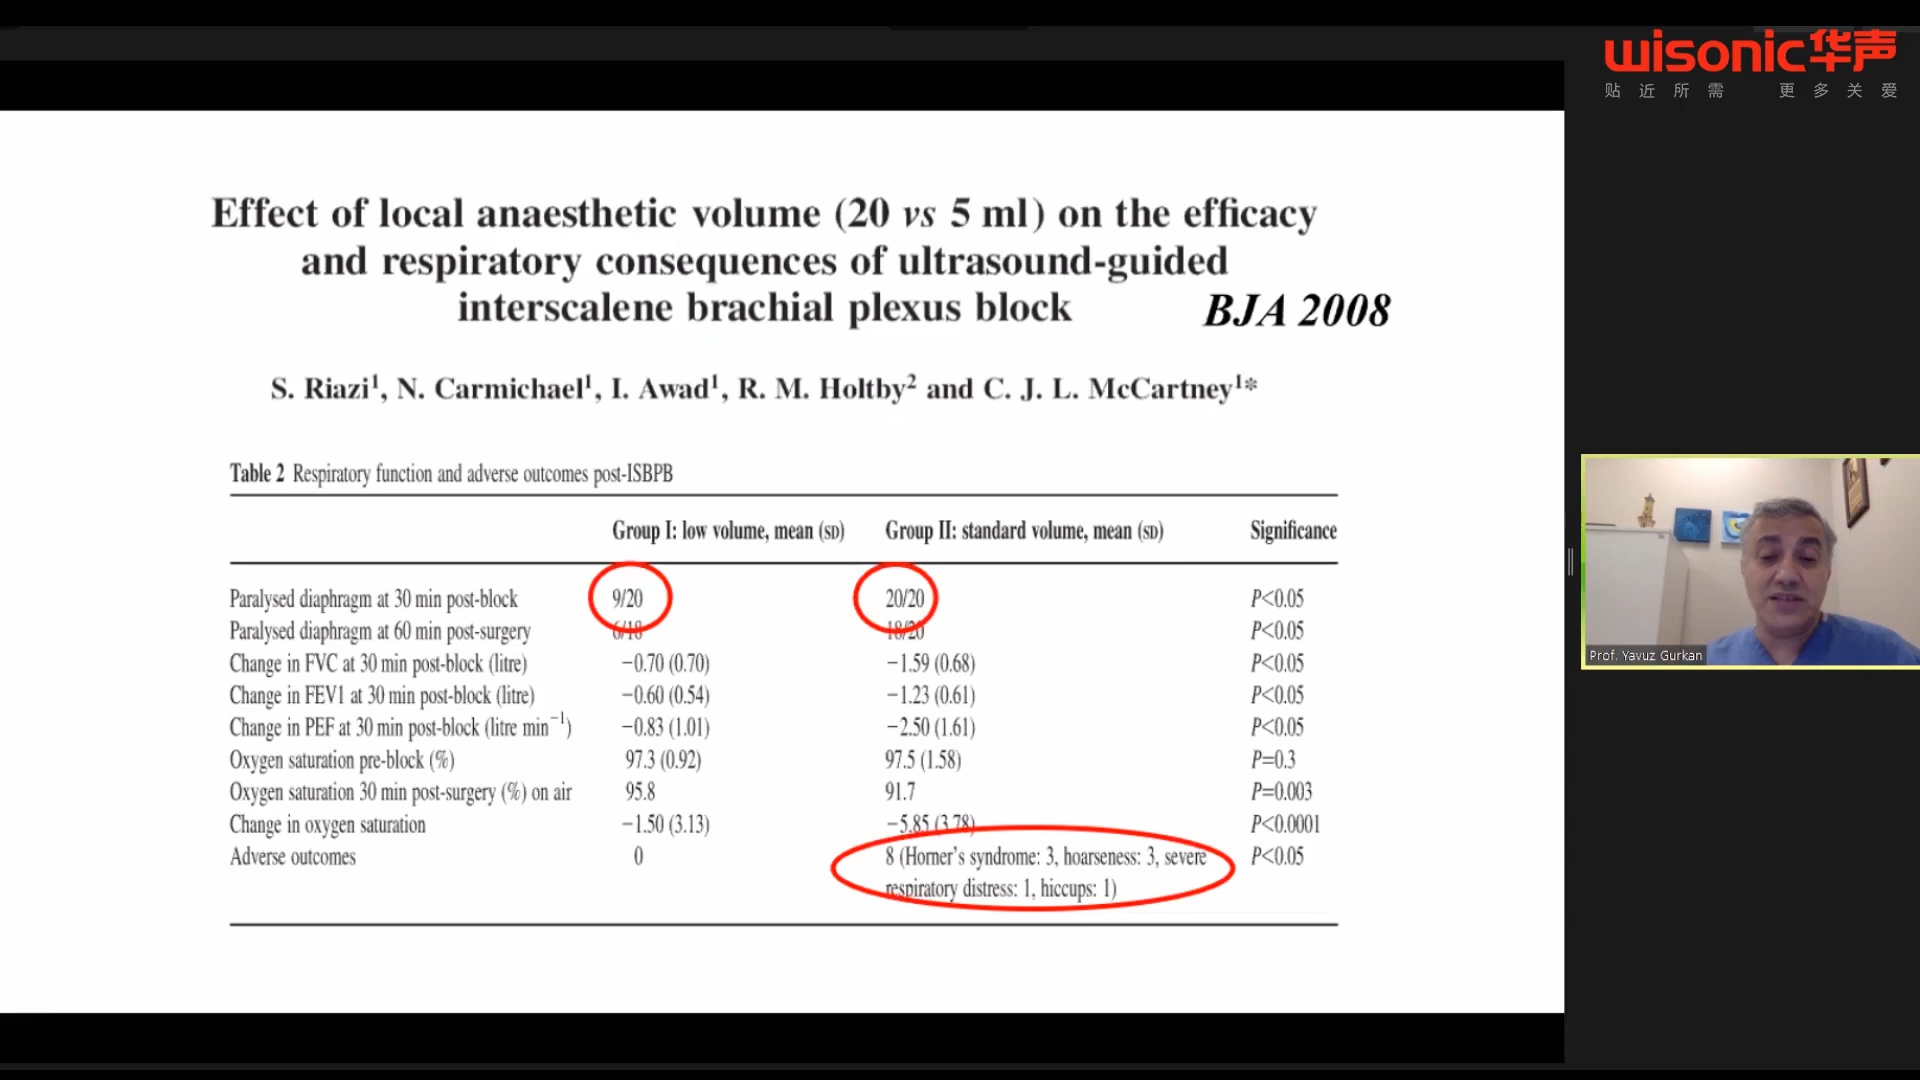 wisonic华声
贴近所需 更多关爱
Effect of local anaesthetic volume (20 vs 5 ml) on the efficacy
and respiratory consequences of ultrasound-guided
interscalene brachial plexus block
BJA 2008
S. Riazi¹, N. Carmichael¹, I. Awad¹, R. M. Holtby² and C. J. L. McCartney¹*
Table 2 Respiratory function and adverse outcomes post-ISBPB
Group I: low volume, mean (SD) Group II: standard volume, mean (SD) Significance
Paralysed diaphragm at 30 min post-block 9/20 20/20 P<0.05
Paralysed diaphragm at 60 min post-surgery 6/18 18/20 P<0.05
Change in FVC at 30 min post-block (litre) −0.70 (0.70) −1.59 (0.68) P<0.05
Change in FEV1 at 30 min post-block (litre) −0.60 (0.54) −1.23 (0.61) P<0.05
Change in PEF at 30 min post-block (litre min⁻¹) −0.83 (1.01) −2.50 (1.61) P<0.05
Oxygen saturation pre-block (%) 97.3 (0.92) 97.5 (1.58) P=0.3
Oxygen saturation 30 min post-surgery (%) on air 95.8 91.7 P=0.003
Change in oxygen saturation −1.50 (3.13) −5.85 (3.78) P<0.0001
Adverse outcomes 0 8 (Horner's syndrome: 3, hoarseness: 3, severe P<0.05
respiratory distress: 1, hiccups: 1)
Prof. Yavuz Gurkan